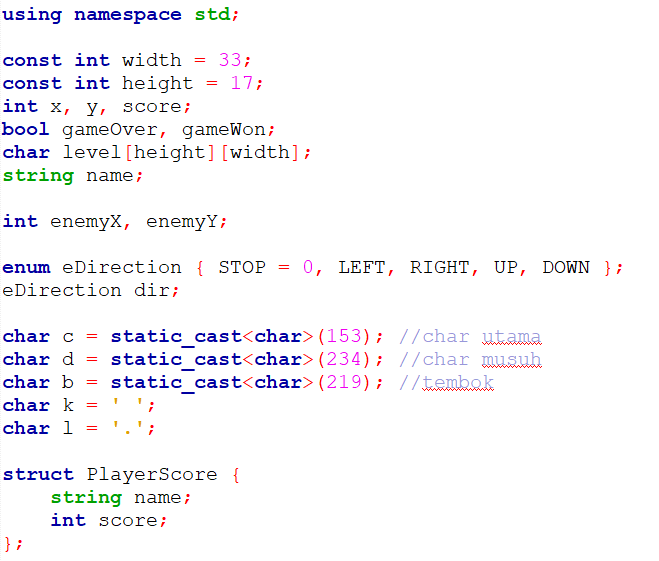 using namespace std;

const int width = 33;
const int height = 17;
int x, y, score;
bool gameOver, gameWon;
char level[height][width];
string name;

int enemyX, enemyY;

enum eDirection { STOP = 0, LEFT, RIGHT, UP, DOWN };
eDirection dir;

char c = static_cast<char>(153); //char utama
char d = static_cast<char>(234); //char musuh
char b = static_cast<char>(219); //tembok
char k = ' ';
char l = '.';

struct PlayerScore {
    string name;
    int score;
};